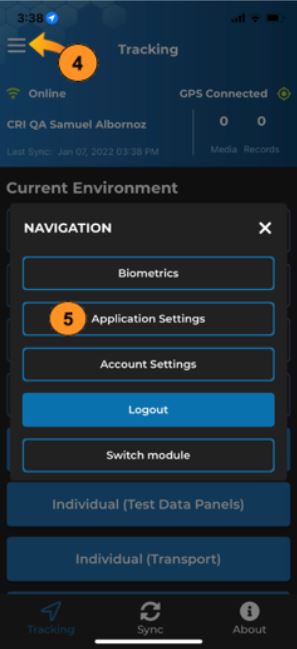 3:38
4
Tracking
Online GPS Connected
CRI QA Samuel Albornoz 0 0
Last Sync: Jan 07, 2022 03:38 PM Media Records
Current Environment
NAVIGATION X
Biometrics
5 Application Settings
Account Settings
Logout
Switch module
Individual (Test Data Panels)
Individual (Transport)
Tracking Sync About